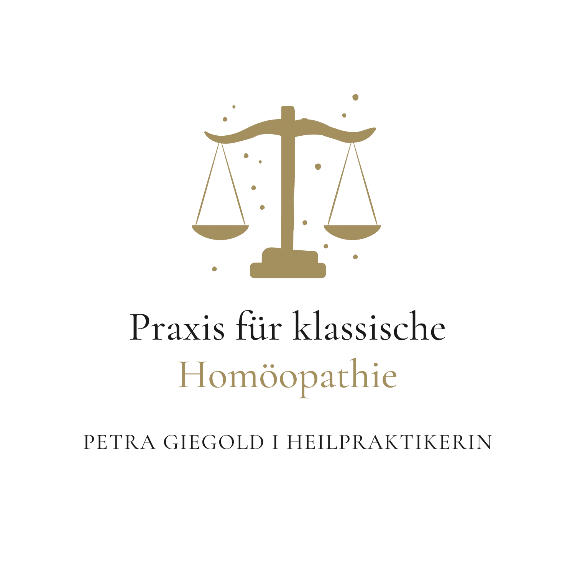 Praxis für klassische
Homöopathie
PETRA GIEGOLD I HEILPRAKTIKERIN